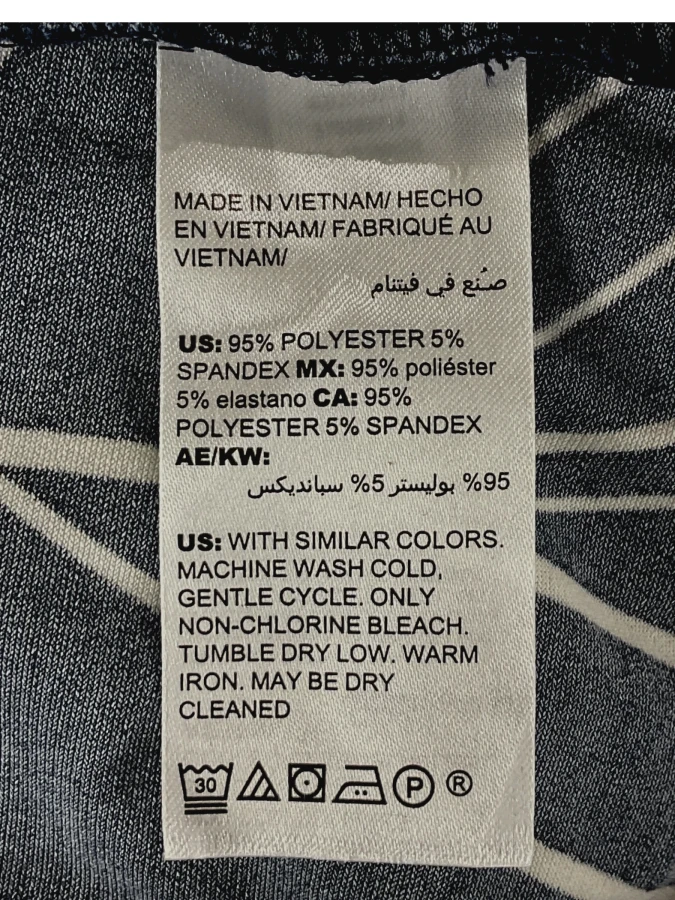 MADE IN VIETNAM/ HECHO
EN VIETNAM/ FABRIQUÉ AU
VIETNAM/
صُنع في فيتنام
US: 95% POLYESTER 5%
SPANDEX MX: 95% poliéster
5% elastano CA: 95%
POLYESTER 5% SPANDEX
AE/KW:
95% بوليستر 5% سبانديكس
US: WITH SIMILAR COLORS.
MACHINE WASH COLD,
GENTLE CYCLE. ONLY
NON-CHLORINE BLEACH.
TUMBLE DRY LOW. WARM
IRON. MAY BE DRY
CLEANED
30 P ®